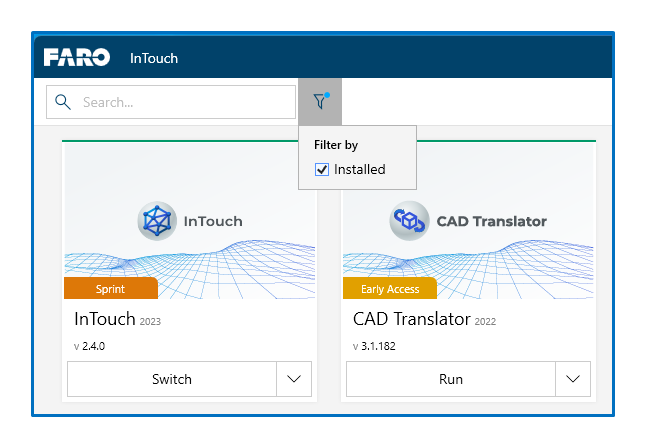 FARO InTouch
Search...
Filter by
Installed
InTouch
Sprint
InTouch 2023
v 2.4.0
Switch
CAD Translator
Early Access
CAD Translator 2022
v 3.1.182
Run